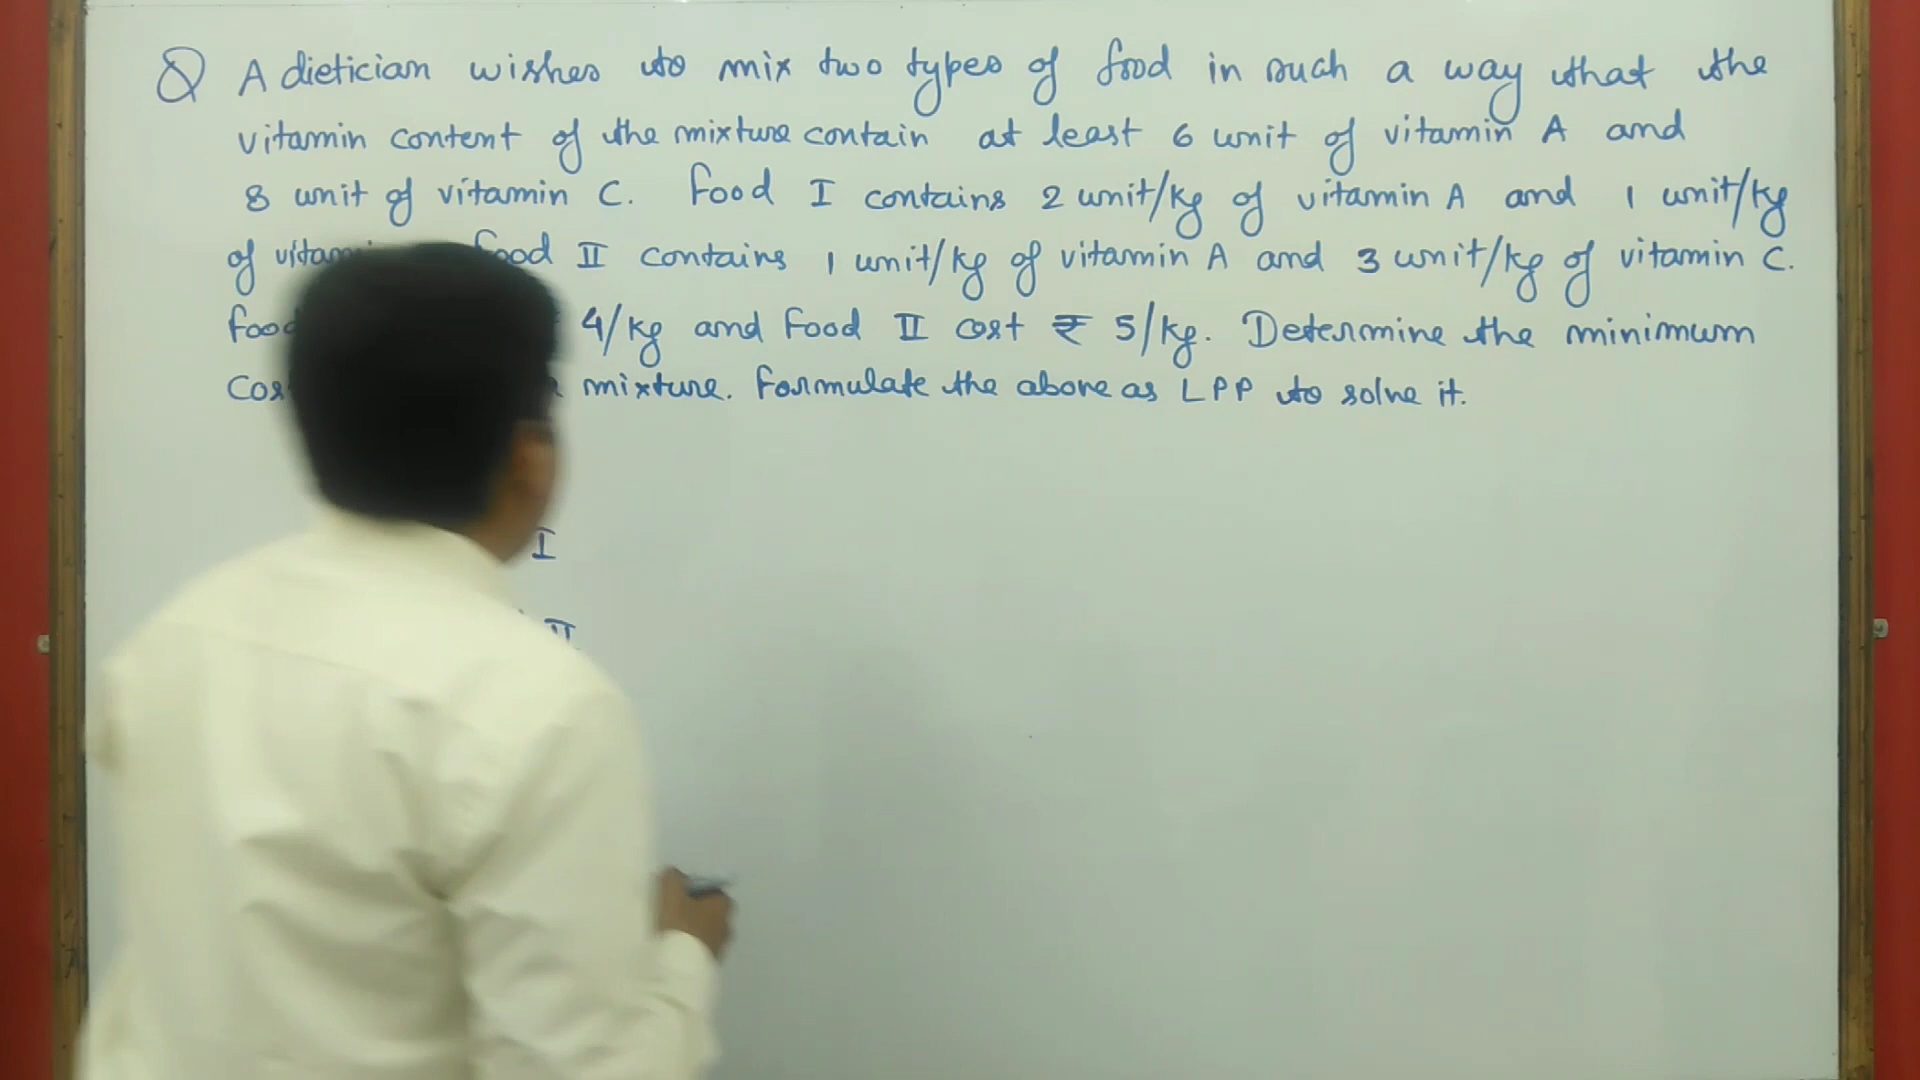 Q A dietician wishes to mix two types of food in such a way that the
vitamin content of the mixture contain at least 6 unit of vitamin A and
8 unit of vitamin C. Food I contains 2 unit/kg of vitamin A and 1 unit/kg
of Food II contains 1 unit/kg of vitamin A and 3 unit/kg of vitamin C.
4/kg and Food II cost ₹ 5/kg. Determine the minimum
mixture. Formulate the above as LPP to solve it.
I
II